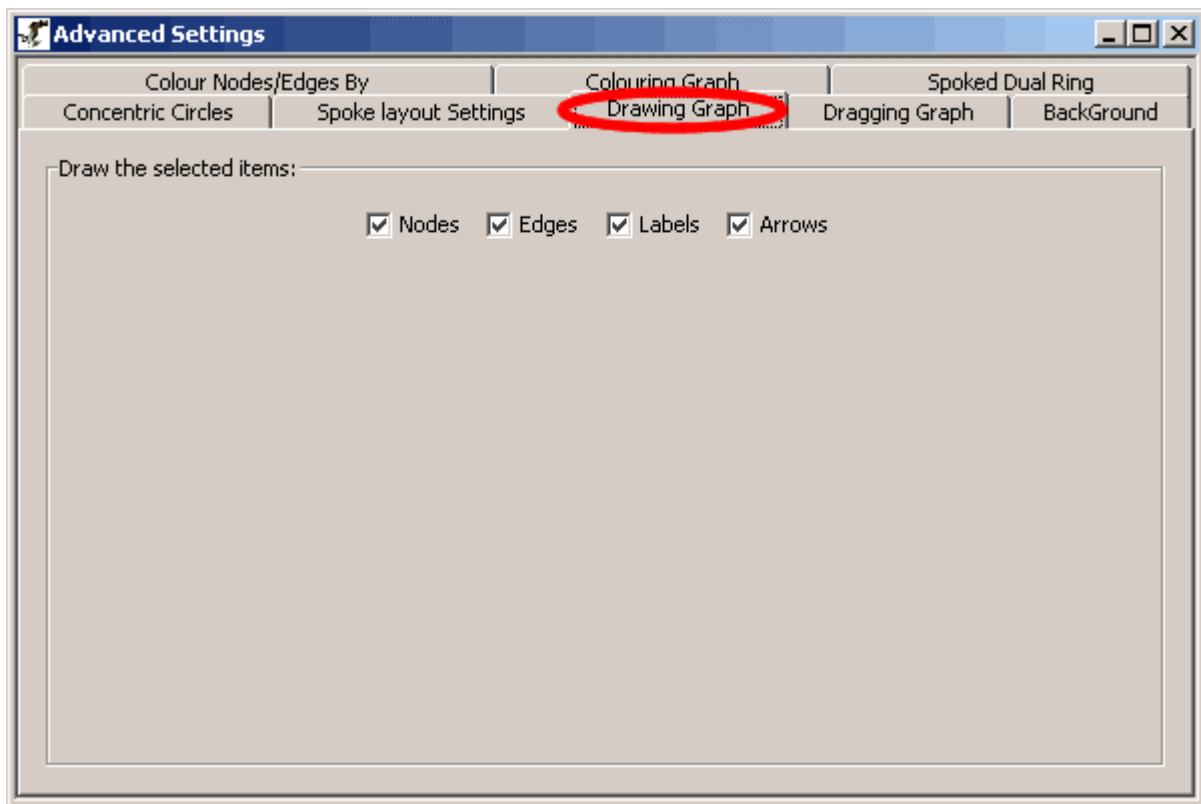 Advanced Settings
Colour Nodes/Edges By Colouring Graph Spoked Dual Ring
Concentric Circles Spoke layout Settings Drawing Graph Dragging Graph BackGround
Draw the selected items:
Nodes Edges Labels Arrows